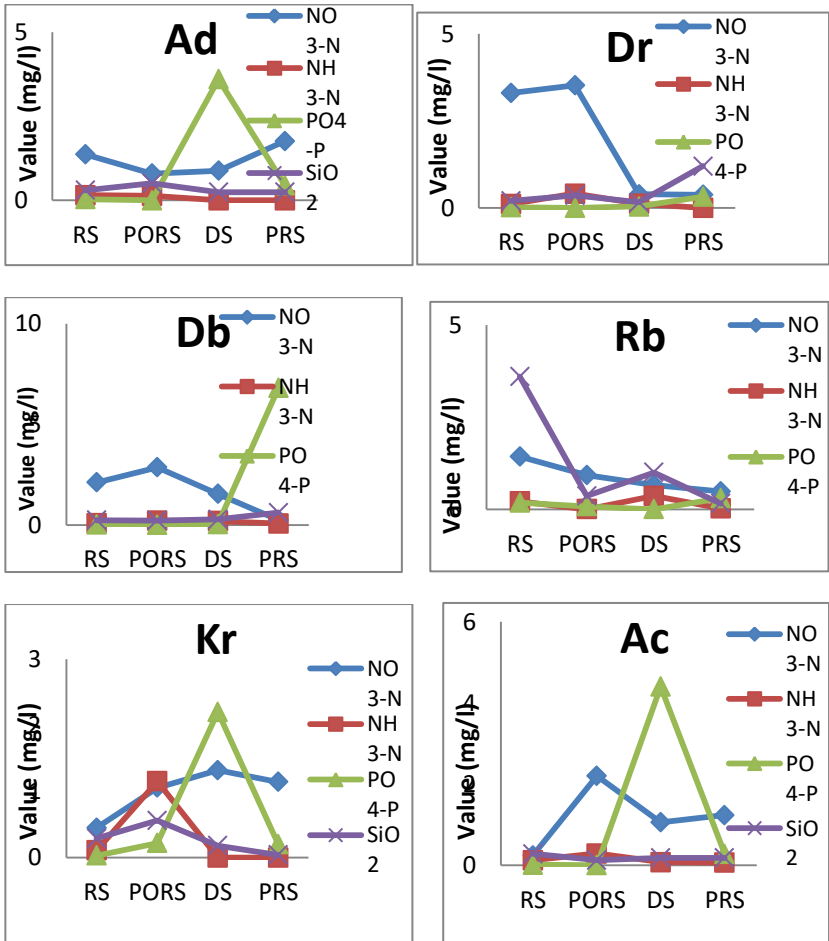 Ad
Value (mg/l)
5
0
RS PORS DS PRS
NO
3-N
NH
3-N
PO4
-P
SiO
2
Dr
Value (mg/l)
5
0
RS PORS DS PRS
NO
3-N
NH
3-N
PO
4-P
Db
Value (mg/l)
10
0
RS PORS DS PRS
NO
3-N
NH
3-N
PO
4-P
Rb
Value (mg/l)
5
RS PORS DS PRS
NO
3-N
NH
3-N
PO
4-P
Kr
Value (mg/l)
3
0
RS PORS DS PRS
NO
3-N
NH
3-N
PO
4-P
SiO
2
Ac
Value (mg/l)
6
4
2
0
RS PORS DS PRS
NO
3-N
NH
3-N
PO
4-P
SiO
2